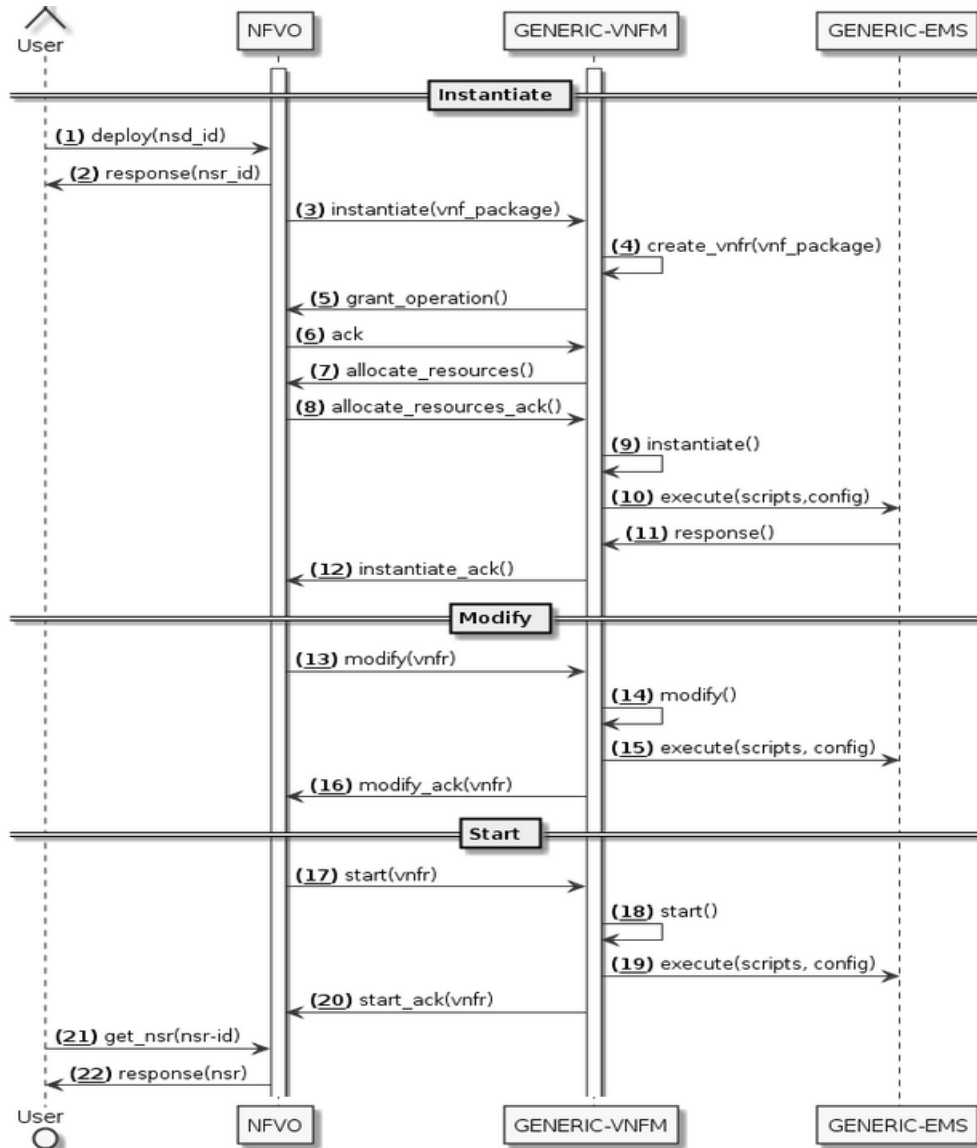 User
NFVO
GENERIC-VNFM
GENERIC-EMS
Instantiate
(1) deploy(nsd_id)
(2) response(nsr_id)
(3) instantiate(vnf_package)
(4) create_vnfr(vnf_package)
(5) grant_operation()
(6) ack
(7) allocate_resources()
(8) allocate_resources_ack()
(9) instantiate()
(10) execute(scripts,config)
(11) response()
(12) instantiate_ack()
Modify
(13) modify(vnfr)
(14) modify()
(15) execute(scripts, config)
(16) modify_ack(vnfr)
Start
(17) start(vnfr)
(18) start()
(19) execute(scripts, config)
(20) start_ack(vnfr)
(21) get_nsr(nsr-id)
(22) response(nsr)
User
NFVO
GENERIC-VNFM
GENERIC-EMS